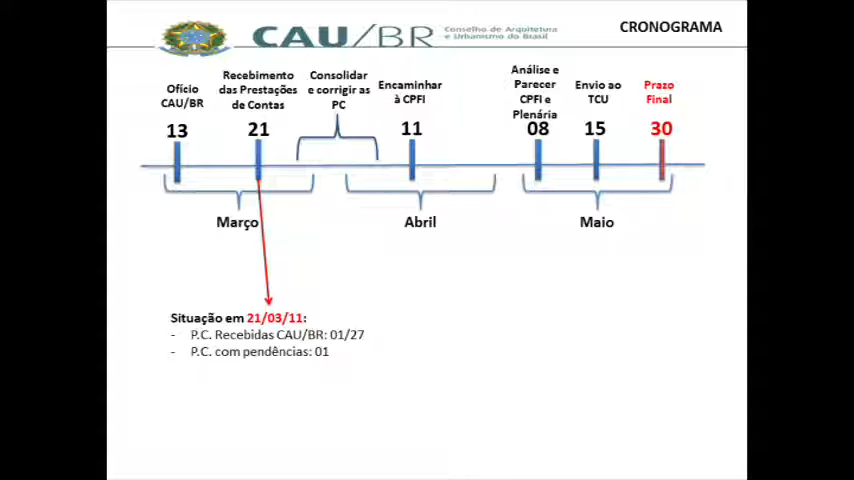 CAU/BR
Conselho de Arquitetura
e Urbanismo do Brasil
CRONOGRAMA
Ofício
CAU/BR
13
Recebimento
das Prestações
de Contas
21
Consolidar
e corrigir as
PC
Encaminhar
à CPFI
11
Análise e
Parecer
CPFI e
Plenária
08
Envio ao
TCU
15
Prazo
Final
30
Março
Abril
Maio
Situação em 21/03/11:
- P.C. Recebidas CAU/BR: 01/27
- P.C. com pendências: 01